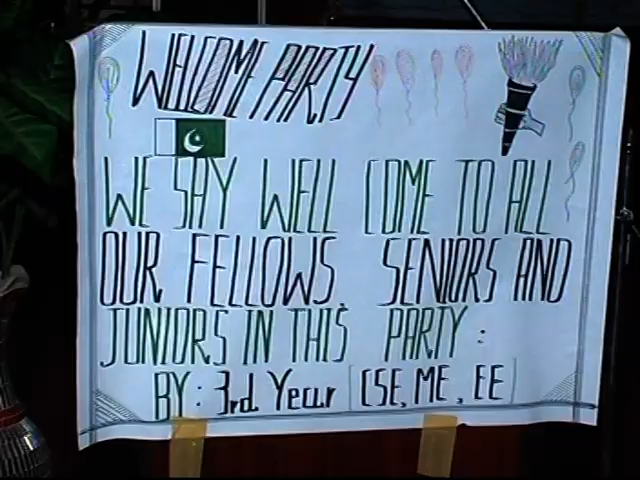 WELCOME PARTY
WE SAY WELL COME TO ALL
OUR FELLOWS, SENIORS AND
JUNIORS IN THIS PARTY :
BY : 3rd Year [CSE, ME, EE]